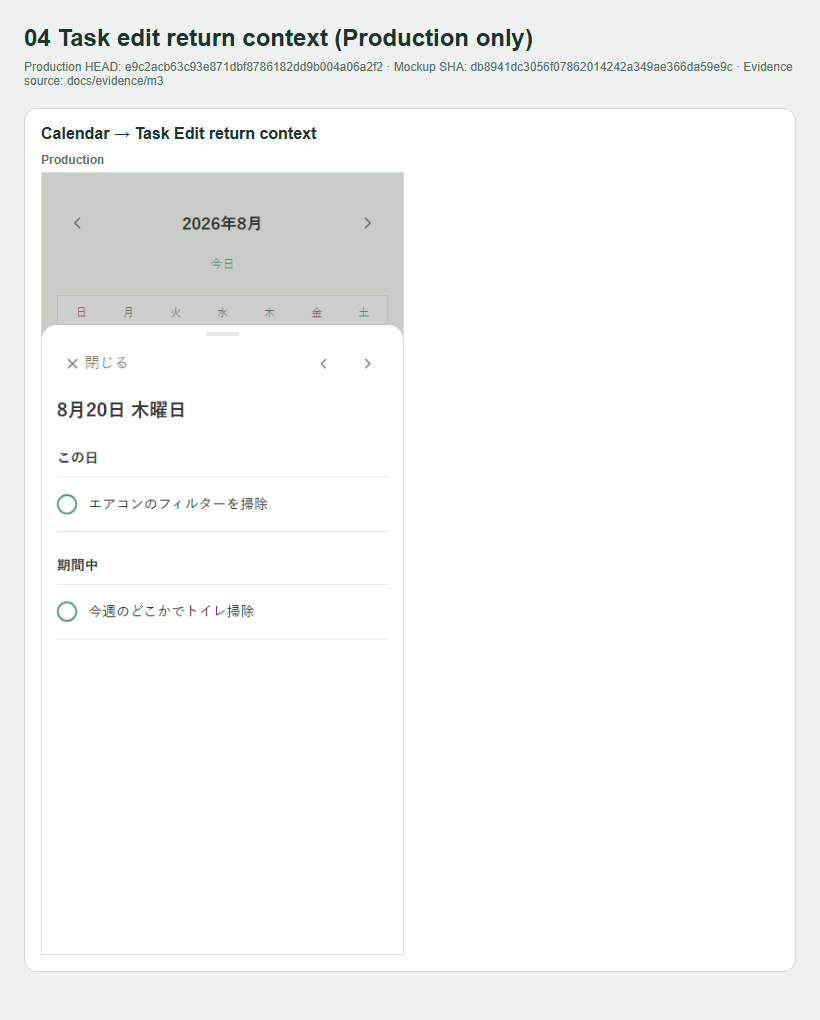 04 Task edit return context (Production only)
Production HEAD: e9c2acb63c93e871dbf8786182dd9b004a06a2f2 · Mockup SHA: db8941dc3056f07862014242a349ae366da59e9c · Evidence
source: docs/evidence/m3
Calendar → Task Edit return context
Production
2026年8月
今日
日 月 火 水 木 金 土
閉じる
8月20日 木曜日
この日
エアコンのフィルターを掃除
期間中
今週のどこかでトイレ掃除